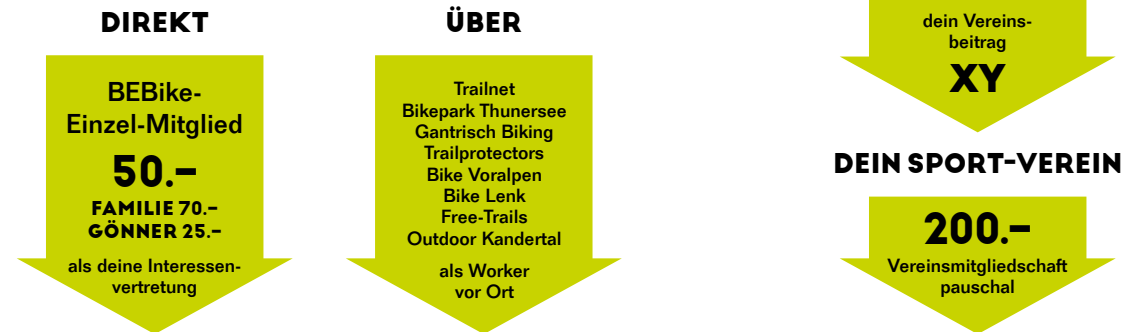 DIREKT
BEBike-
Einzel-Mitglied
50.–
FAMILIE 70.–
GÖNNER 25.–
als deine Interessen-
vertretung
ÜBER
Trailnet
Bikepark Thunersee
Gantrisch Biking
Trailprotectors
Bike Voralpen
Bike Lenk
Free-Trails
Outdoor Kandertal
als Worker
vor Ort
dein Vereins-
beitrag
XY
DEIN SPORT-VEREIN
200.–
Vereinsmitgliedschaft
pauschal